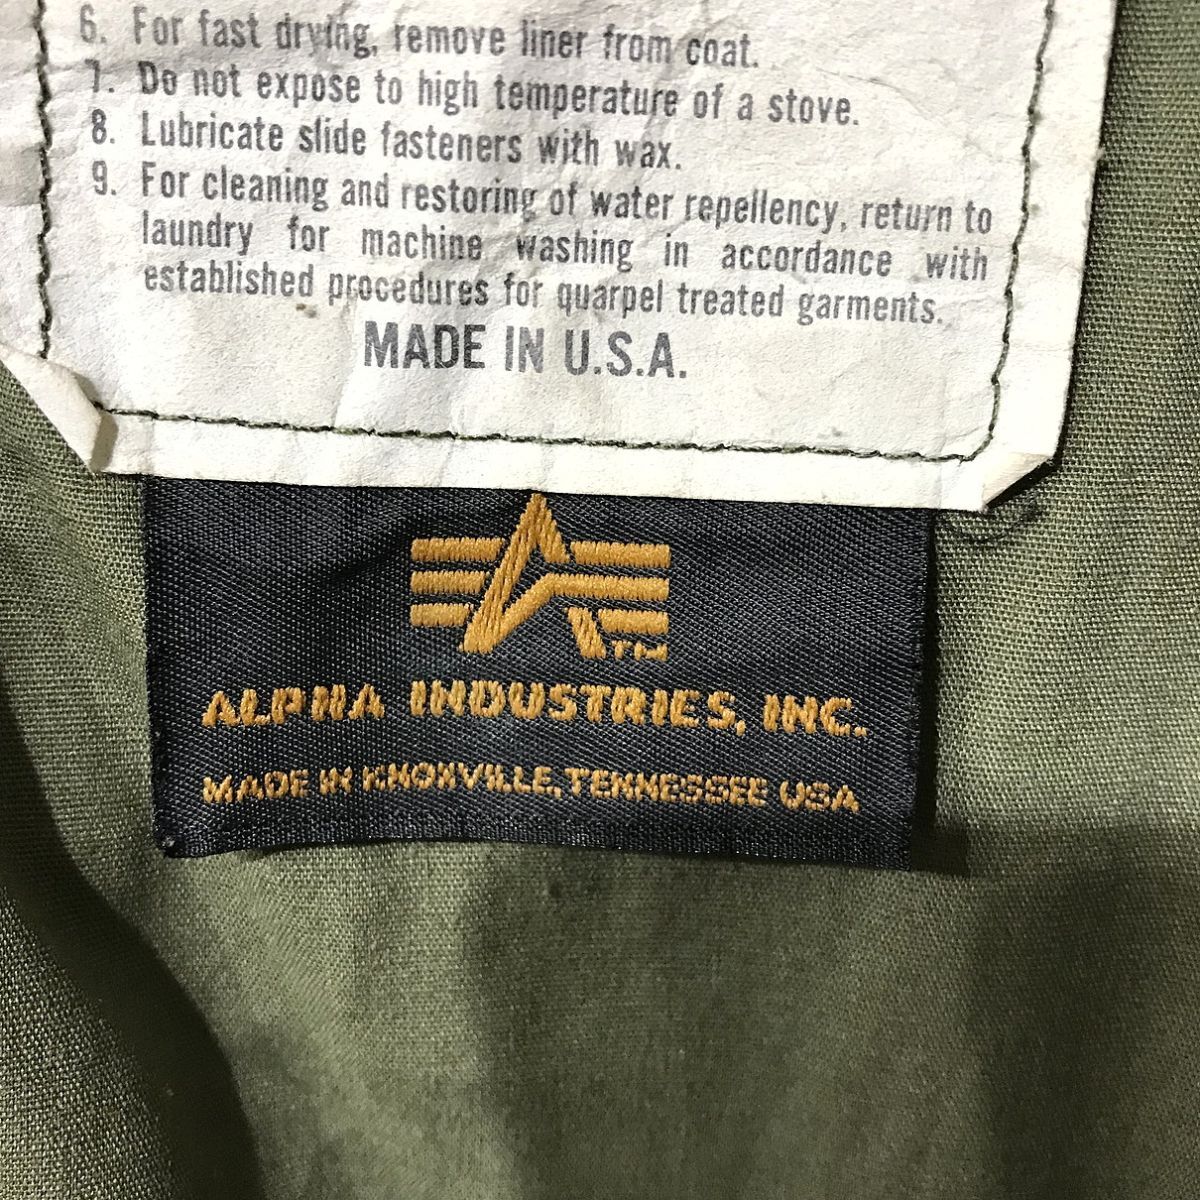 6. For fast drying, remove liner from coat.
7. Do not expose to high temperature of a stove.
8. Lubricate slide fasteners with wax.
9. For cleaning and restoring of water repellency, return to
laundry for machine washing in accordance with
established procedures for quarpel treated garments.
MADE IN U.S.A.
TM
ALPHA INDUSTRIES, INC.
MADE IN KNOXVILLE, TENNESSEE USA